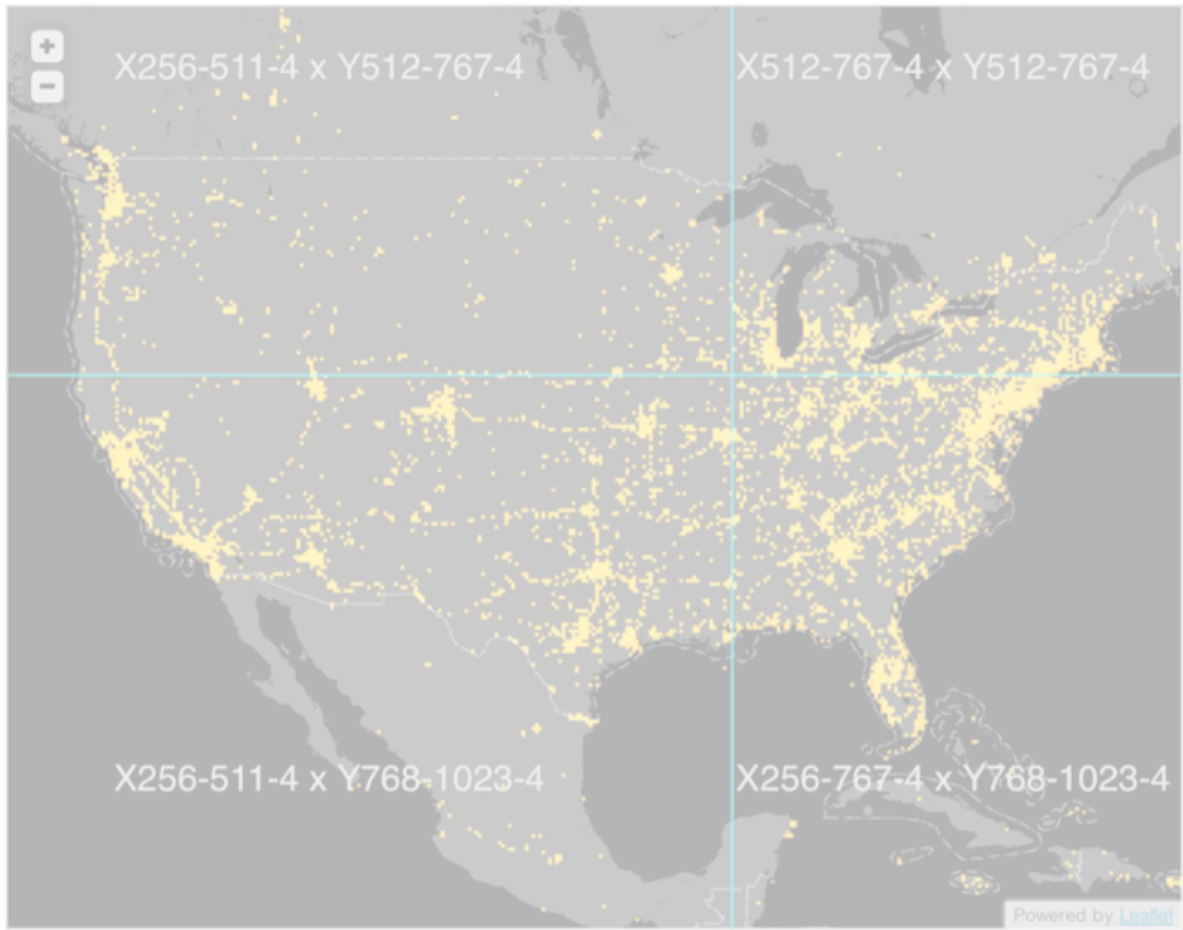 +
X256-511-4 x Y512-767-4
X512-767-4 x Y512-767-4
−
X256-511-4 x Y768-1023-4
X256-767-4 x Y768-1023-4
Powered by Leaflet